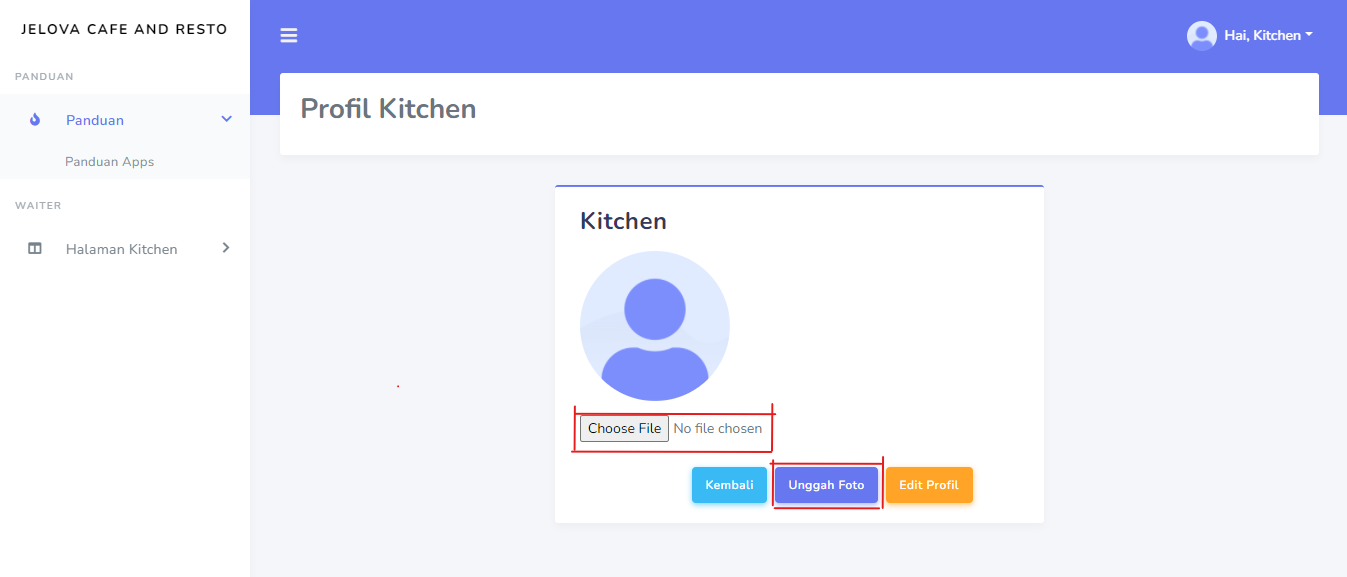 JELOVA CAFE AND RESTO
Hai, Kitchen
PANDUAN
Panduan
Panduan Apps
WAITER
Halaman Kitchen
Profil Kitchen
Kitchen
Choose File No file chosen
Kembali Unggah Foto Edit Profil